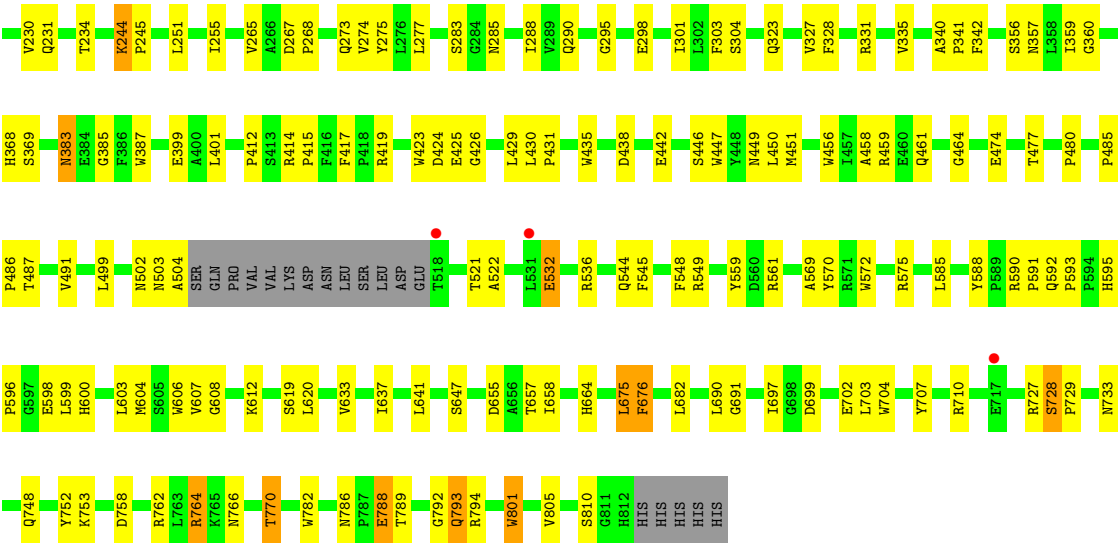 V230 Q231 T234 K244 P245 L251 I255 V265 A266 D267 P268 Q273 V274 Y275 L276 L277 S283 G284 N285 I288 V289 Q290 G295 E298 I301 L302 F303 S304 Q323 V327 F328 R331 V335 A340 P341 F342 S356 N357 L358 I359 G360
H368 S369 N383 E384 G385 F386 W387 E399 A400 L401 P412 S413 R414 P415 F416 F417 P418 R419 W423 D424 E425 G426 L429 L430 P431 W435 D438 E442 S446 W447 Y448 N449 L450 M451 W456 I457 A458 R459 E460 Q461 G464 E474 T477 P480 P485
P486 T487 V491 L499 N502 N503 A504 SER GLN PRO VAL VAL LYS ASP ASN LEU SER LEU ASP GLU T518 T521 A522 L531 E532 R536 Q544 F545 F548 R549 Y559 D560 R561 A569 Y570 R571 W572 R575 L585 Y588 P589 R590 P591 Q592 P593 P594 H595
P596 G597 E598 L599 H600 L603 M604 S605 W606 V607 G608 K612 S619 L620 V633 I637 L641 S647 D655 A656 T657 I658 H664 L675 F676 L682 L690 G691 I697 G698 D699 E702 L703 W704 Y707 R710 E717 R727 S728 P729 N733
Q748 Y752 K753 D758 R762 L763 R764 K765 N766 T770 W782 N786 P787 E788 T789 G792 Q793 R794 W801 V805 S810 G811 H812 HIS HIS HIS HIS HIS